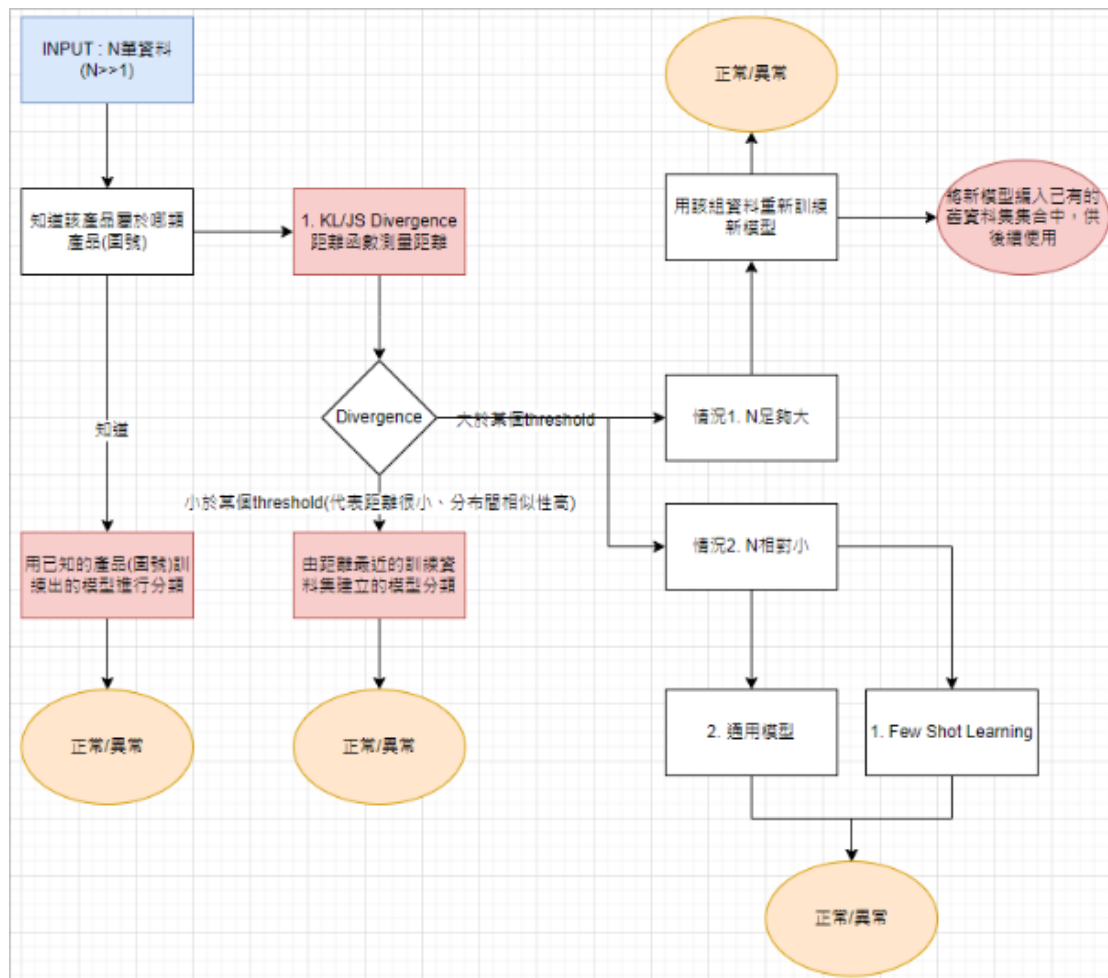 INPUT : N筆資料
(N>>1)
正常/異常
知道該產品屬於哪類
產品(圖號)
1. KL/JS Divergence
距離函數測量距離
用該組資料重新訓練
新模型
將新模型編入已有的
舊資料集集合中，供
後續使用
知道
Divergence
大於某個threshold
情況1. N足夠大
小於某個threshold(代表距離很小、分布間相似性高)
用已知的產品(圖號)訓
練出的模型進行分類
由距離最近的訓練資
料集建立的模型分類
情況2. N相對小
正常/異常
正常/異常
2. 通用模型
1. Few Shot Learning
正常/異常